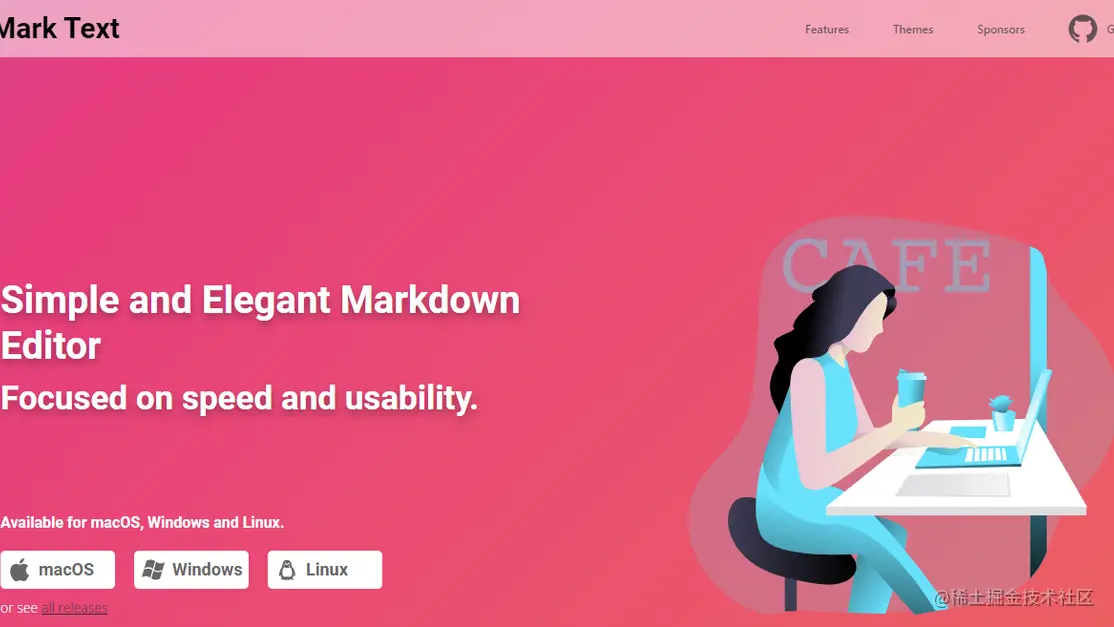 Mark Text
Features
Themes
Sponsors
G
CAFE
Simple and Elegant Markdown
Editor
Focused on speed and usability.
Available for macOS, Windows and Linux.
macOS
Windows
Linux
or see all releases
@稀土掘金技术社区